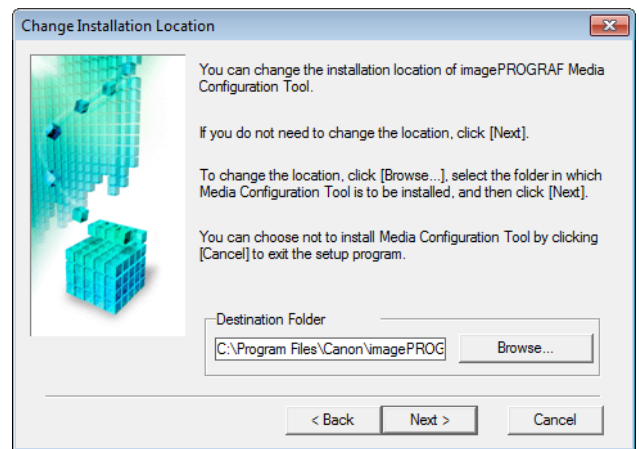 Change Installation Location
You can change the installation location of imagePROGRAF Media
Configuration Tool.
If you do not need to change the location, click [Next].
To change the location, click [Browse...], select the folder in which
Media Configuration Tool is to be installed, and then click [Next].
You can choose not to install Media Configuration Tool by clicking
[Cancel] to exit the setup program.
Destination Folder
C:\Program Files\Canon\imagePROG
Browse...
< Back
Next >
Cancel